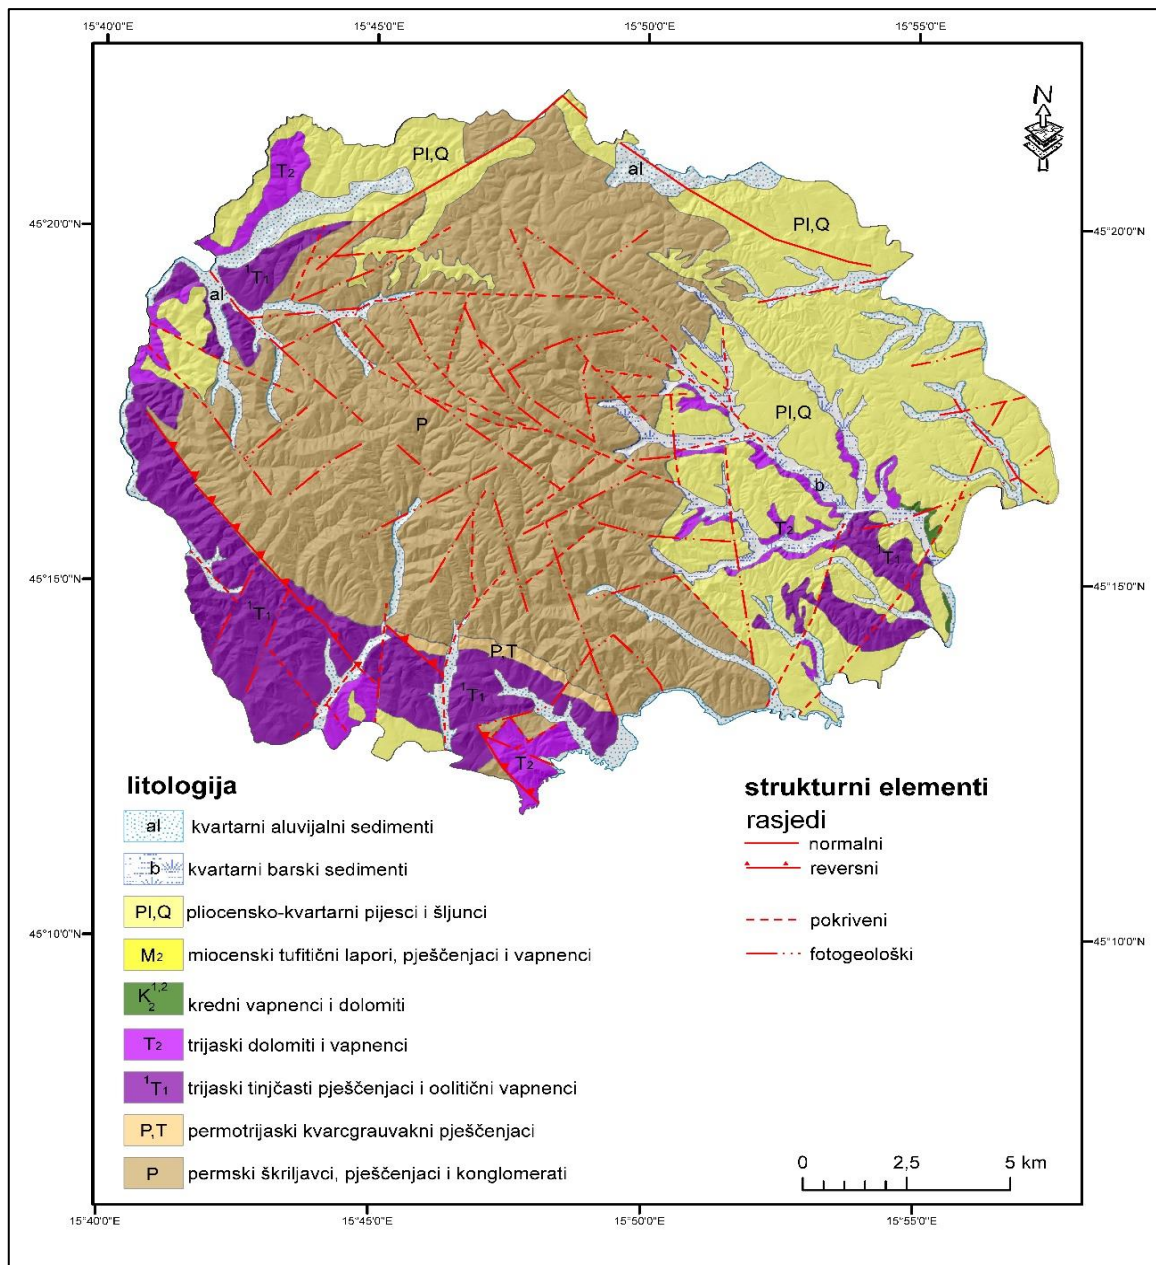 15°40'0"E 15°45'0"E 15°50'0"E 15°55'0"E
N
T2
Pl,Q
al
45°20'0"N
Pl,Q
45°20'0"N
1T1
al
Pl,Q
P
b
T2
1T1
45°15'0"N
45°15'0"N
1T1
P,T
1T1
T2
litologija
al kvartarni aluvijalni sedimenti
b kvartarni barski sedimenti
Pl,Q pliocensko-kvartarni pijesci i šljunci
M2 miocenski tufitični lapori, pješčenjaci i vapnenci
K2 1,2 kredni vapnenci i dolomiti
T2 trijaski dolomiti i vapnenci
1T1 trijaski tinjčasti pješčenjaci i oolitični vapnenci
P,T permotrijaski kvarcgrauvakni pješčenjaci
P permski škriljavci, pješčenjaci i konglomerati
strukturni elementi
rasjedi
normalni
reversni
pokriveni
fotogeološki
45°10'0"N
45°10'0"N
0 2,5 5 km
15°40'0"E 15°45'0"E 15°50'0"E 15°55'0"E